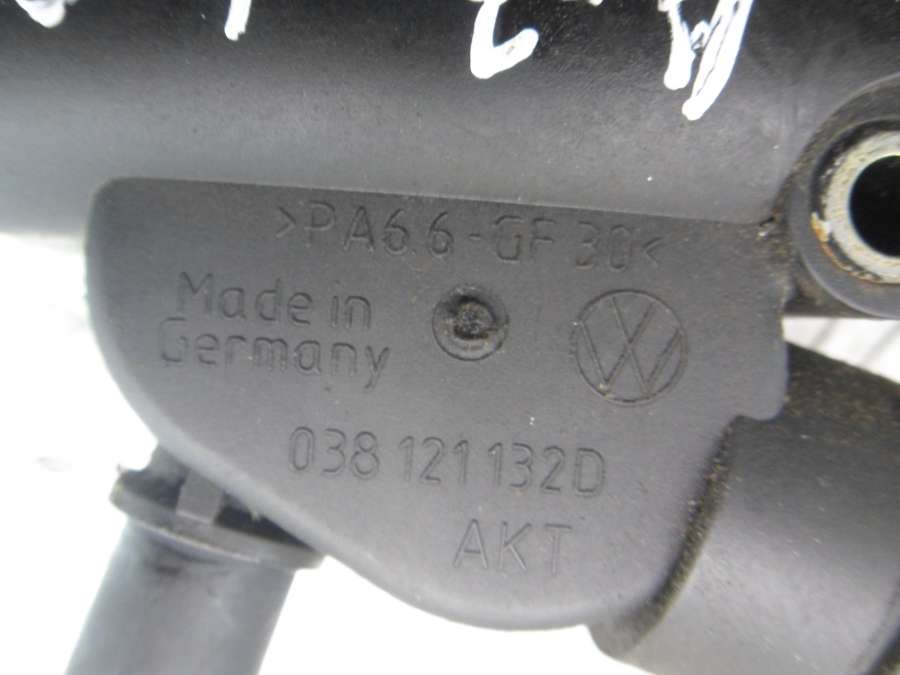 >PA6.6-GF30<
Made in
Germany
038 121 132D
AKT